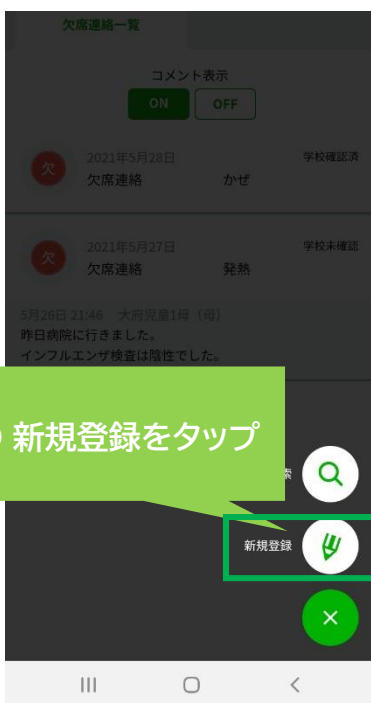 欠席連絡一覧
コメント表示
ON OFF
2021年5月28日 学校確認済
欠 欠席連絡 かぜ
2021年5月27日 学校未確認
欠 欠席連絡 発熱
5月26日 21:46 大府児童1母（母）
昨日病院に行きました。
インフルエンザ検査は陰性でした。
新規登録をタップ
索
新規登録